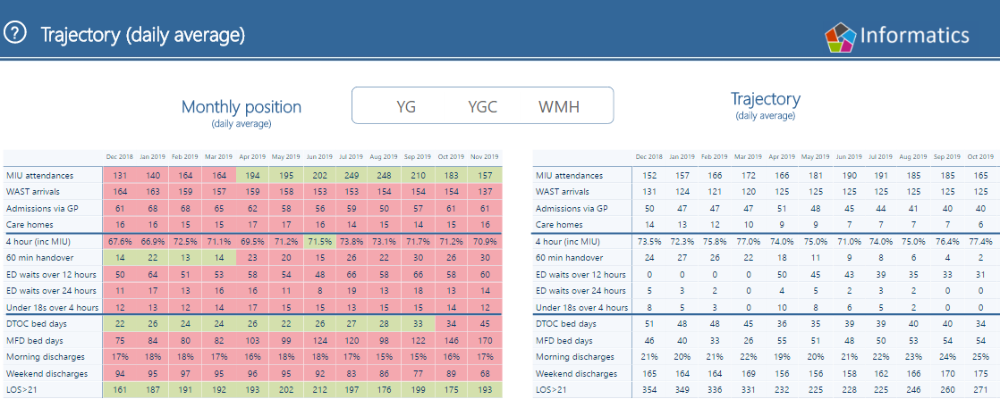 ? Trajectory (daily average)
Informatics
Monthly position
(daily average)
YG YGC WMH
Trajectory
(daily average)
Dec 2018 Jan 2019 Feb 2019 Mar 2019 Apr 2019 May 2019 Jun 2019 Jul 2019 Aug 2019 Sep 2019 Oct 2019 Nov 2019
MIU attendances 131 140 164 164 194 195 202 249 248 210 183 157
WAST arrivals 164 163 159 157 159 158 153 153 154 154 154 137
Admissions via GP 61 68 68 65 62 58 56 59 50 57 61 61
Care homes 16 16 15 15 17 17 16 14 15 14 15 16
4 hour (inc MIU) 67.6% 66.9% 72.5% 71.1% 69.5% 71.2% 71.5% 73.8% 73.1% 71.7% 71.2% 70.9%
60 min handover 14 22 13 14 23 20 15 26 22 30 26 30
ED waits over 12 hours 50 64 51 53 58 54 48 66 58 66 58 60
ED waits over 24 hours 11 17 13 16 16 11 8 19 13 18 13 14
Under 18s over 4 hours 12 13 12 14 17 15 15 13 15 15 14 12
DTOC bed days 22 26 24 24 26 22 26 27 28 33 34 45
MFD bed days 75 84 80 82 103 99 124 120 98 122 146 170
Morning discharges 17% 18% 18% 17% 16% 18% 18% 17% 15% 15% 16% 17%
Weekend discharges 94 95 97 95 96 95 92 83 86 77 89 68
LOS>21 161 187 191 192 193 202 212 197 176 199 175 193
Dec 2018 Jan 2019 Feb 2019 Mar 2019 Apr 2019 May 2019 Jun 2019 Jul 2019 Aug 2019 Sep 2019 Oct 2019
MIU attendances 152 157 166 172 166 181 190 191 185 185 165
WAST arrivals 131 124 121 120 125 125 125 125 125 125 125
Admissions via GP 50 47 47 47 51 48 45 44 41 40 40
Care homes 14 13 12 10 9 9 7 7 7 7 6
4 hour (inc MIU) 73.5% 72.3% 75.8% 77.0% 74.0% 75.0% 71.0% 74.0% 75.0% 76.4% 77.4%
60 min handover 24 27 26 22 18 11 9 8 6 4 2
ED waits over 12 hours 0 0 0 0 50 45 43 39 35 33 31
ED waits over 24 hours 5 3 2 0 4 5 2 3 2 0 0
Under 18s over 4 hours 8 5 3 0 10 8 6 5 2 0 0
DTOC bed days 51 48 48 45 36 35 39 39 40 40 34
MFD bed days 46 40 33 26 55 51 48 50 53 54 54
Morning discharges 21% 20% 21% 22% 19% 20% 21% 22% 23% 24% 25%
Weekend discharges 165 164 164 169 156 156 158 162 166 170 175
LOS>21 354 349 336 331 232 225 228 225 246 260 271